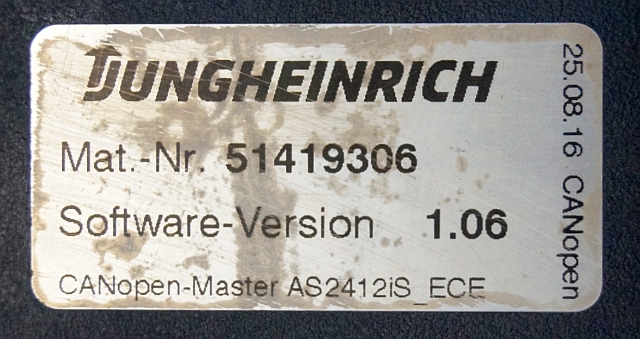 JUNGHEINRICH
Mat.-Nr. 51419306
Software-Version 1.06
CANopen-Master AS2412iS_ECE
25.08.16 CANopen